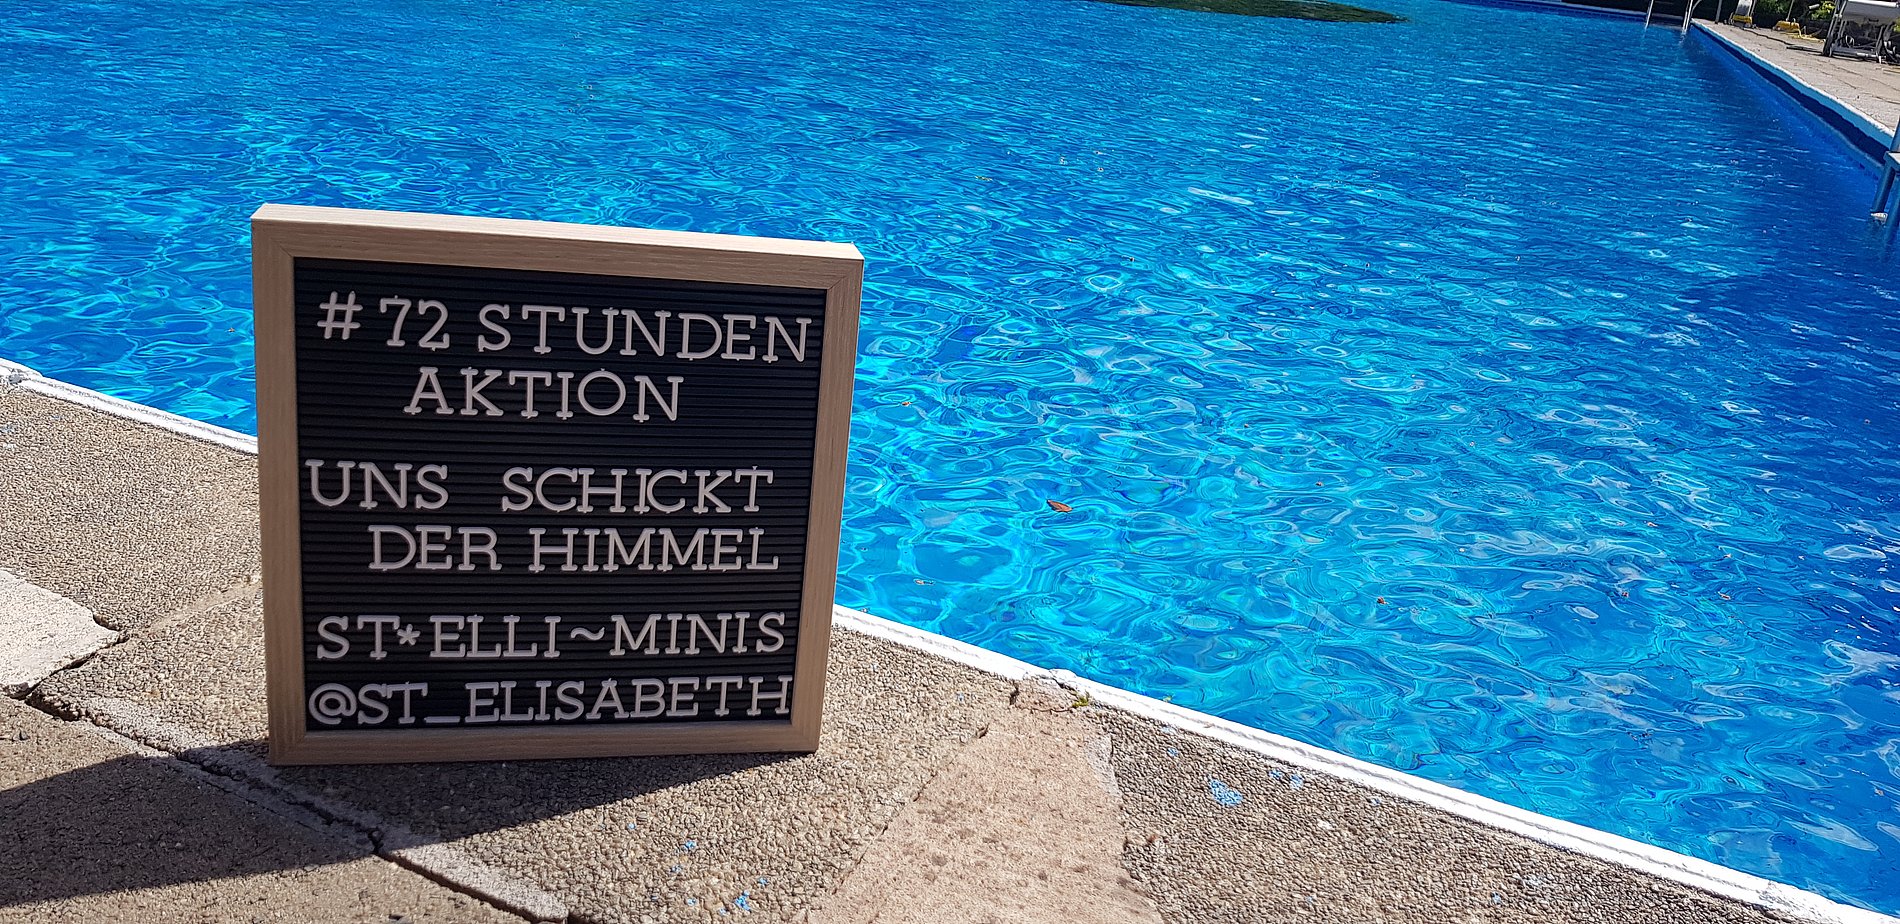 # 72 STUNDEN
AKTION
UNS SCHICKT
DER HIMMEL
ST*ELLI~MINIS
@ST_ELISABETH